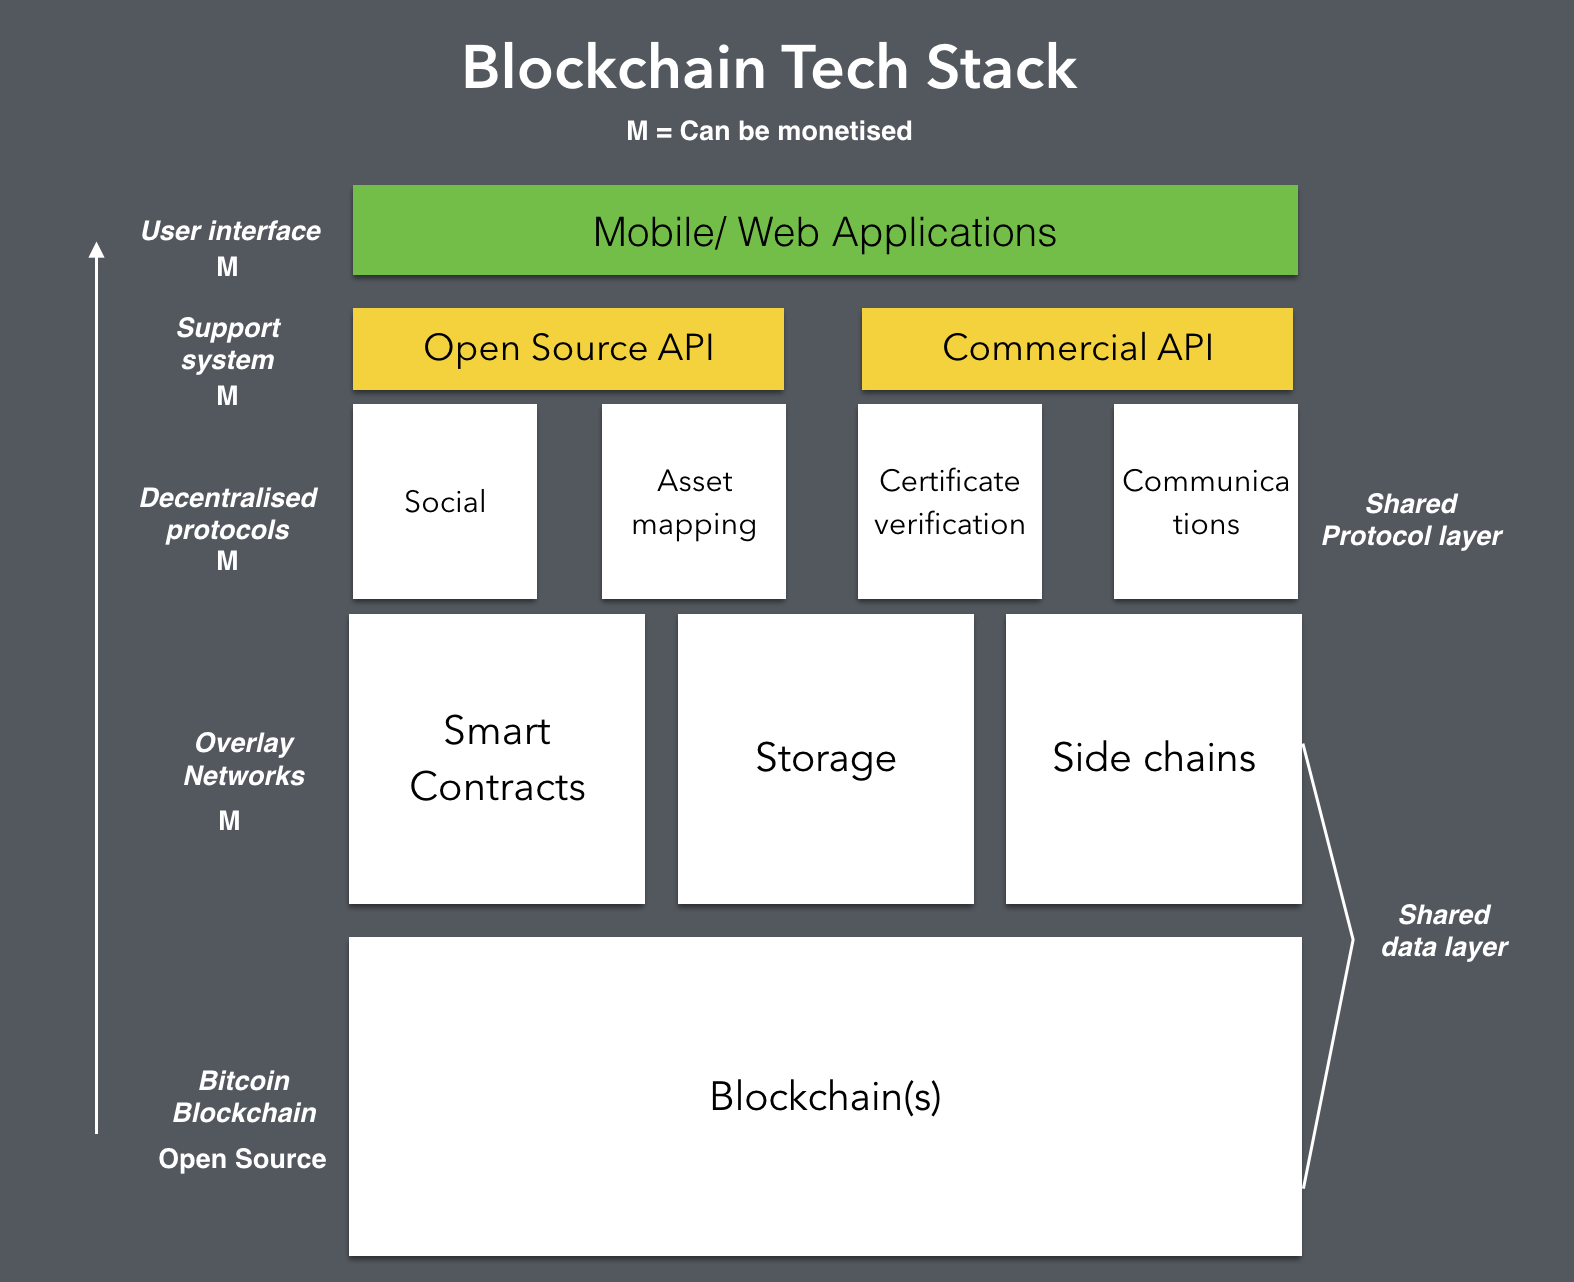 Blockchain Tech Stack
M = Can be monetised
User interface
M
Mobile/ Web Applications
Support
system
M
Open Source API
Commercial API
Decentralised
protocols
M
Social
Asset
mapping
Certificate
verification
Communica
tions
Shared
Protocol layer
Overlay
Networks
M
Smart
Contracts
Storage
Side chains
Shared
data layer
Bitcoin
Blockchain
Open Source
Blockchain(s)